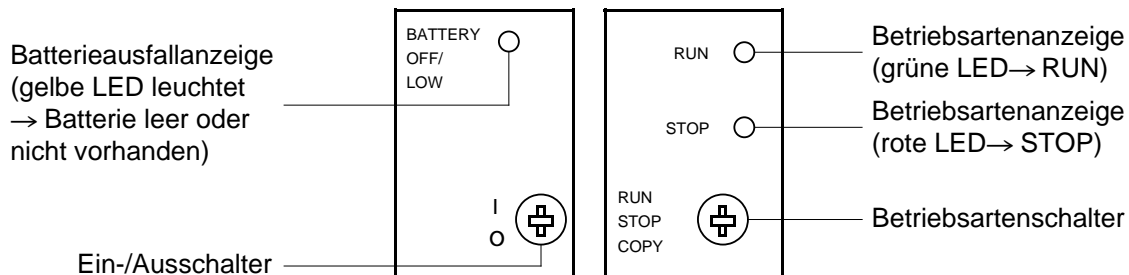 Batterieausfallanzeige
(gelbe LED leuchtet
→ Batterie leer oder
nicht vorhanden)
Ein-/Ausschalter
BATTERY
OFF/
LOW
I
O
RUN
STOP
RUN
STOP
COPY
Betriebsartenanzeige
(grüne LED→ RUN)
Betriebsartenanzeige
(rote LED→ STOP)
Betriebsartenschalter